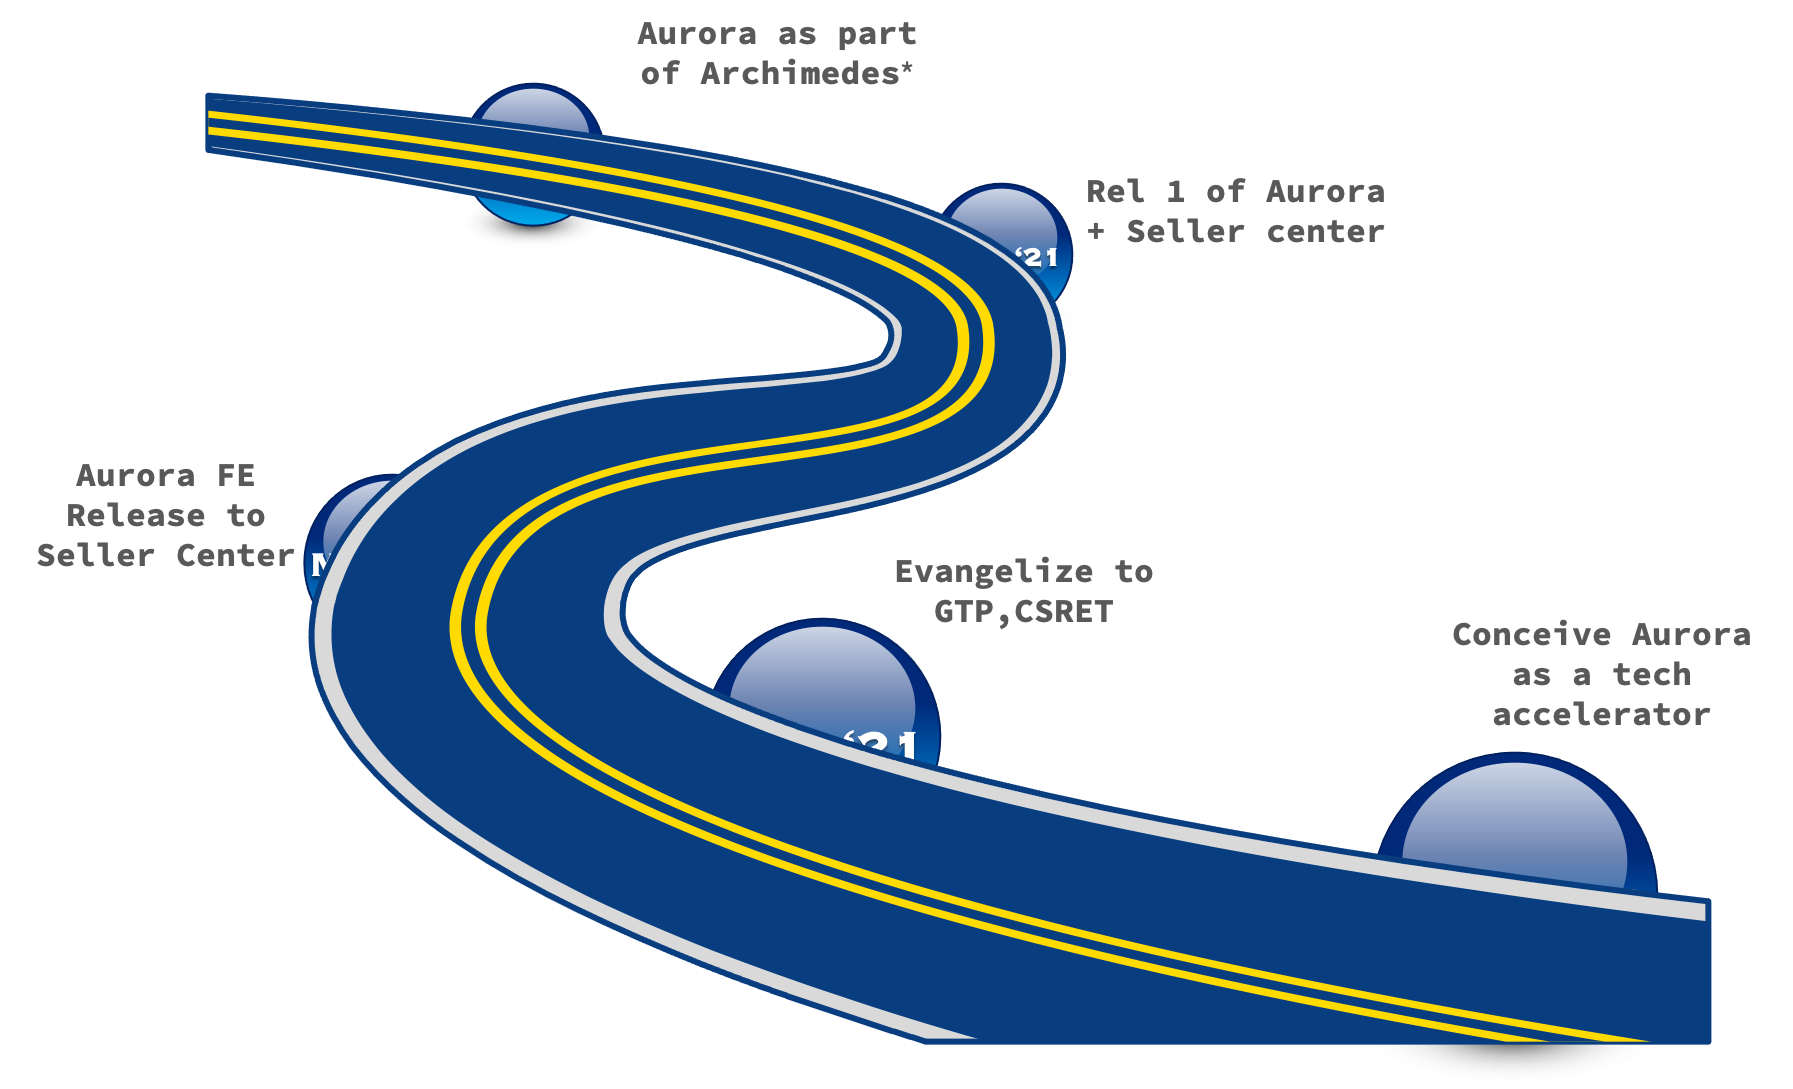 Aurora as part
of Archimedes*
Rel 1 of Aurora
+ Seller center
‘21
Aurora FE
Release to
Seller Center
Evangelize to
GTP,CSRET
‘21
Conceive Aurora
as a tech
accelerator